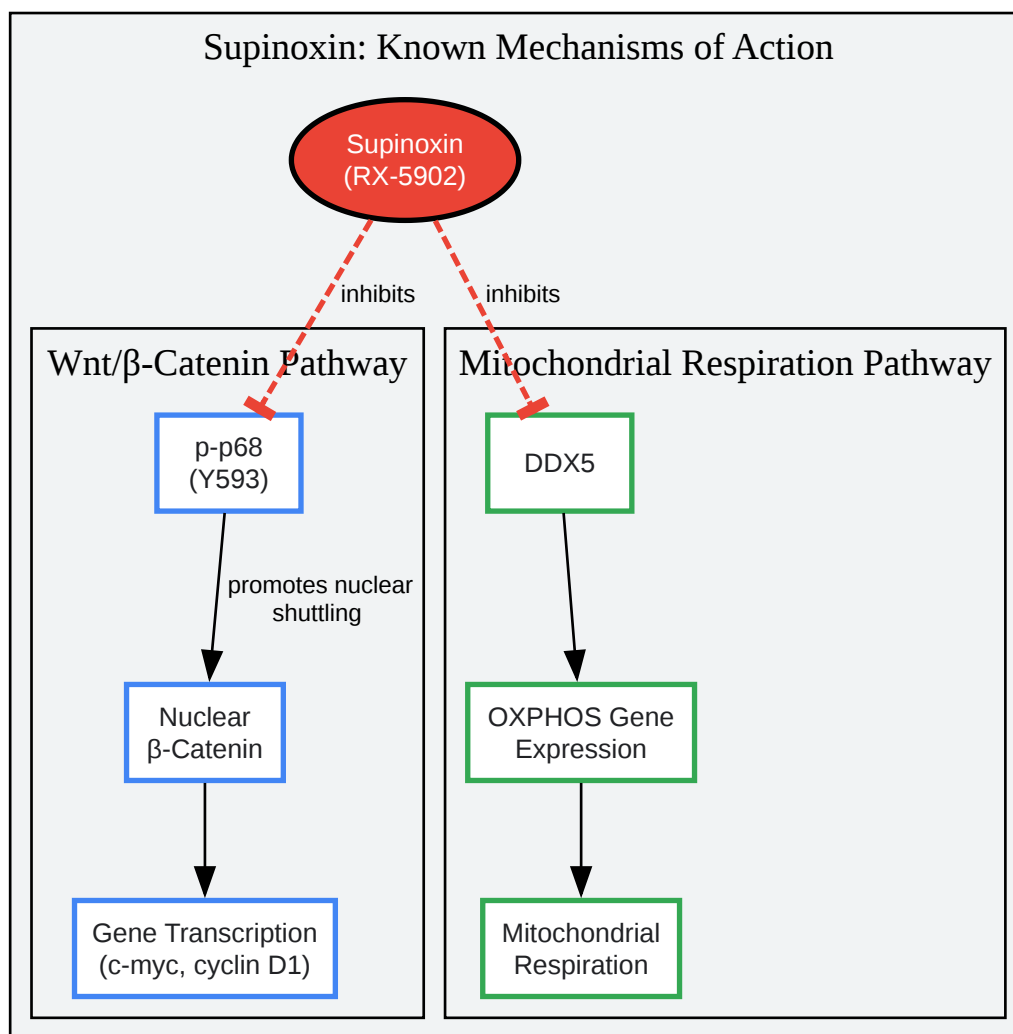 Supinoxin: Known Mechanisms of Action
Supinoxin
(RX-5902)
inhibits
inhibits
Wnt/β-Catenin Pathway
p-p68
(Y593)
promotes nuclear
shuttling
Nuclear
β-Catenin
Gene Transcription
(c-myc, cyclin D1)
Mitochondrial Respiration Pathway
DDX5
OXPHOS Gene
Expression
Mitochondrial
Respiration